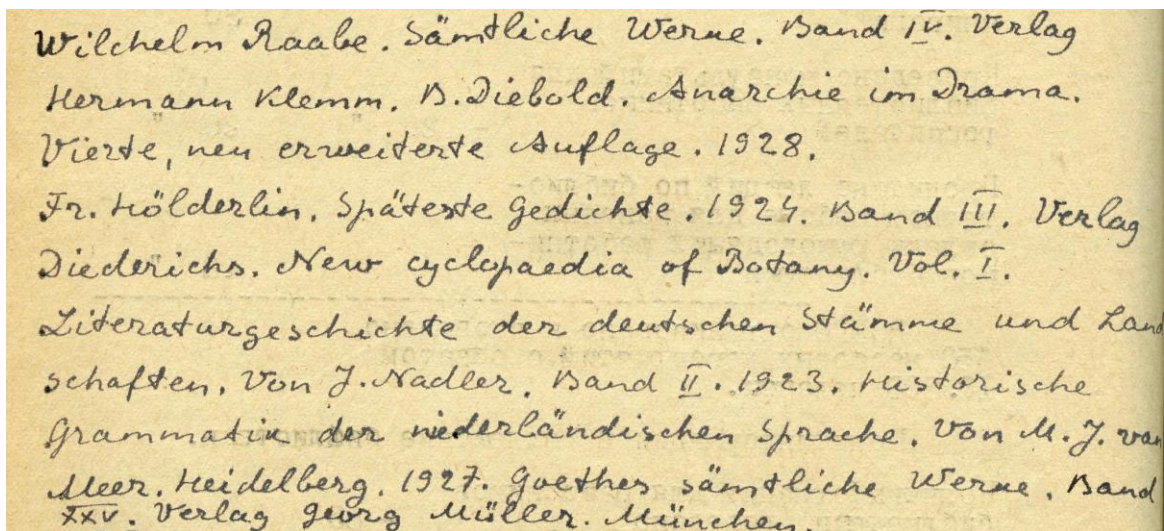 Wilchelm Raabe. Sämtliche Werke. Band IV. Verlag
Hermann Klemm. B. Diebold. Anarchie im Drama.
Vierte, neu erweiterte Auflage. 1928.
Fr. Hölderlin. Späteste Gedichte. 1924. Band III. Verlag
Diederichs. New cyclopaedia of Botany. Vol. I.
Literaturgeschichte der deutschen Stämme und Land
schaften. Von J. Nadler. Band II. 1923. Historische
Grammatik der niederländischen Sprache. Von M. J. van
Meer. Heidelberg. 1927. Goethes sämtliche Werke. Band
XXV. Verlag Georg Müller. München.